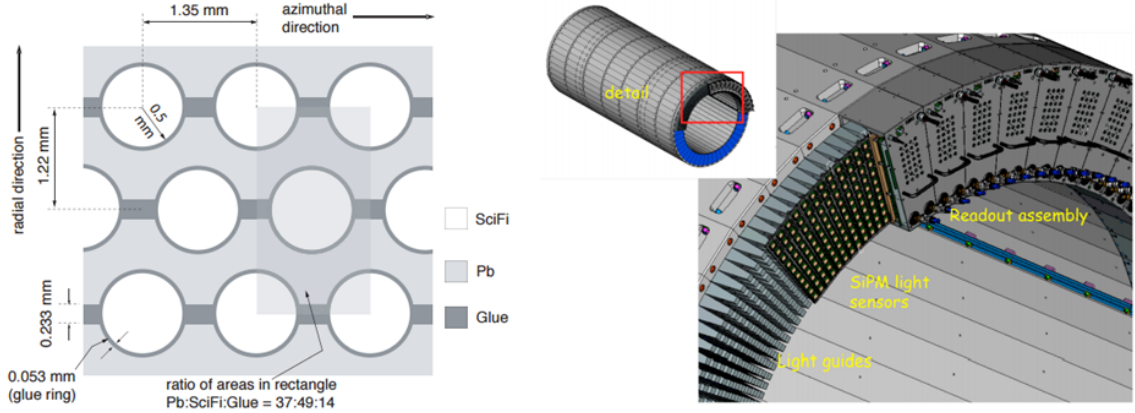 1.35 mm
azimuthal
direction
radial direction
1.22 mm
0.5
mm
0.233 mm
0.053 mm
(glue ring)
ratio of areas in rectangle
Pb:SciFi:Glue = 37:49:14
SciFi
Pb
Glue
detail
Readout assembly
SiPM light
sensors
Light guides